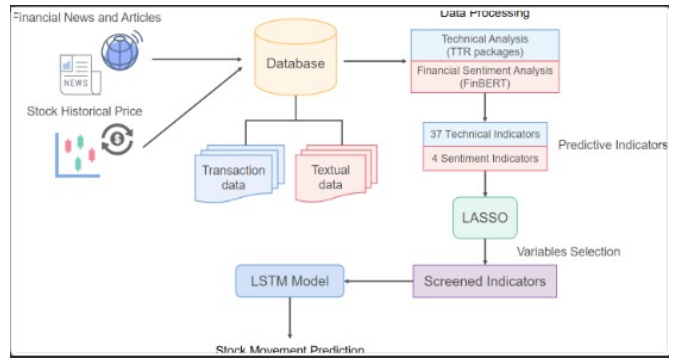 Financial News and Articles
Data Processing
NEWS
Database
Technical Analysis
(TTR packages)
Financial Sentiment Analysis
(FinBERT)
Stock Historical Price
$
37 Technical Indicators
4 Sentiment Indicators
Predictive Indicators
Transaction
data
Textual
data
LASSO
Variables Selection
LSTM Model
Screened Indicators
Stock Movement Prediction